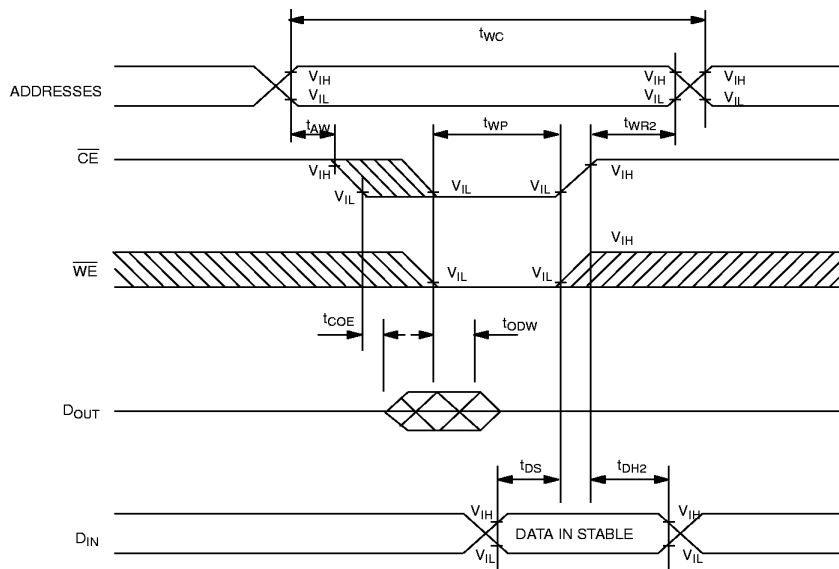 tWC
ADDRESSES
VIH
VIL
VIH
VIL
VIH
VIL
tAW
tWP
tWR2
CE
VIH
VIL
VIL
VIL
VIH
WE
VIL
VIL
VIH
tCOE
tODW
DOUT
tDS
tDH2
DIN
VIH
VIL
DATA IN STABLE
VIH
VIL